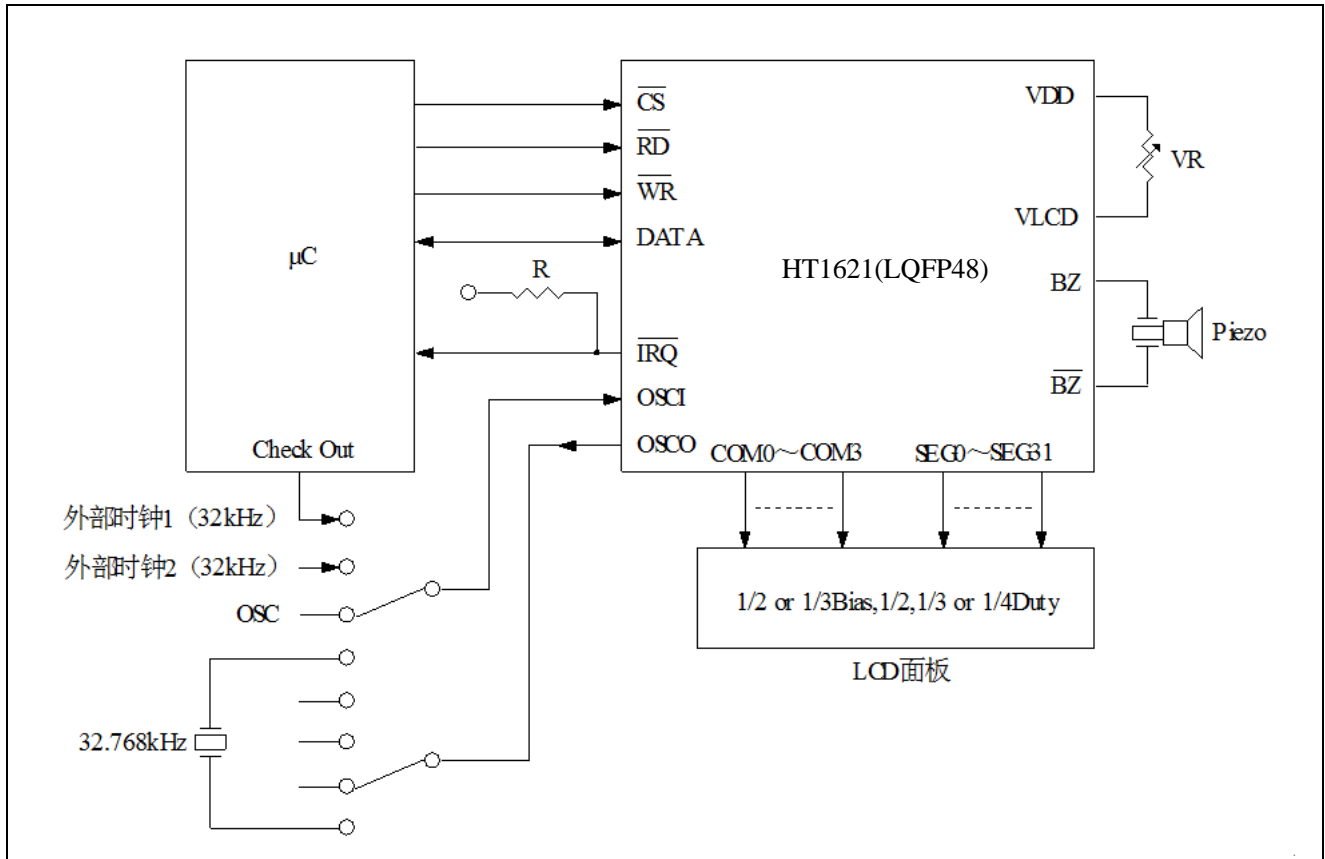 μC
Check Out
CS
RD
WR
DATA
R
IRQ
OSCI
OSCO
HT1621(LQFP48)
VDD
VR
VLCD
BZ
Piezo
BZ
COM0～COM3
SEG0～SEG31
外部时钟1（32kHz）
外部时钟2（32kHz）
OSC
32.768kHz
1/2 or 1/3Bias,1/2,1/3 or 1/4Duty
LCD面板